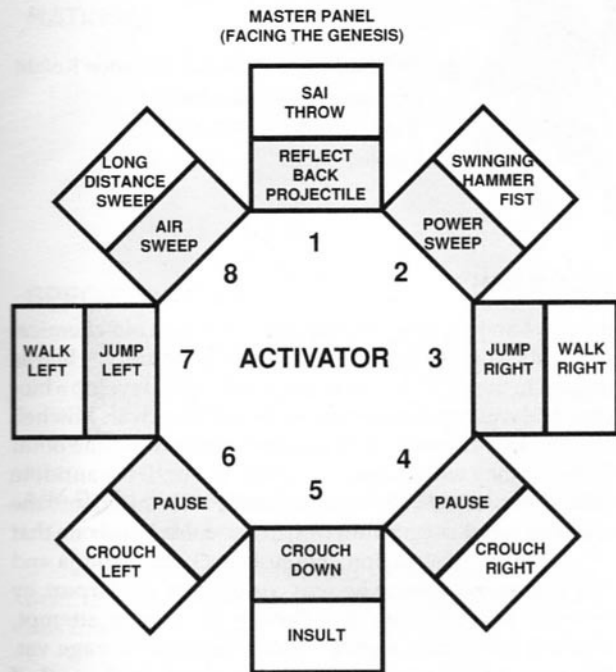 MASTER PANEL
(FACING THE GENESIS)
SAI
THROW
REFLECT
BACK
PROJECTILE
1
SWINGING
HAMMER
FIST
POWER
SWEEP
2
3
JUMP
RIGHT
WALK
RIGHT
4
PAUSE
CROUCH
RIGHT
5
CROUCH
DOWN
INSULT
6
PAUSE
CROUCH
LEFT
7
WALK
LEFT
JUMP
LEFT
8
LONG
DISTANCE
SWEEP
AIR
SWEEP
ACTIVATOR